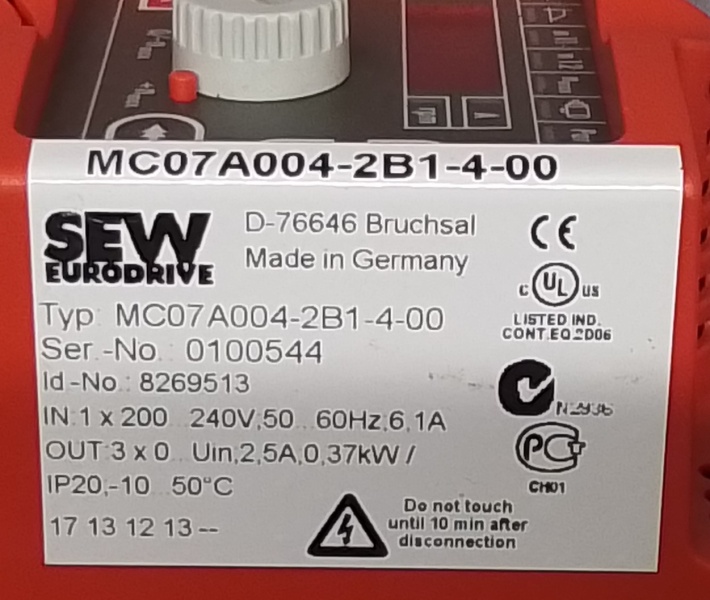 MC07A004-2B1-4-00
SEW
EURODRIVE
D-76646 Bruchsal
Made in Germany
CE
c UL us
LISTED IND.
CONT.EQ.2D06
Typ: MC07A004-2B1-4-00
Ser.-No.: 0100544
Id-No.: 8269513
IN:1 x 200...240V,50...60Hz,6,1A
OUT:3 x 0...Uin,2,5A,0,37kW /
IP20,-10...50°C
17 13 12 13 --
N2936
CH01
Do not touch
until 10 min after
disconnection